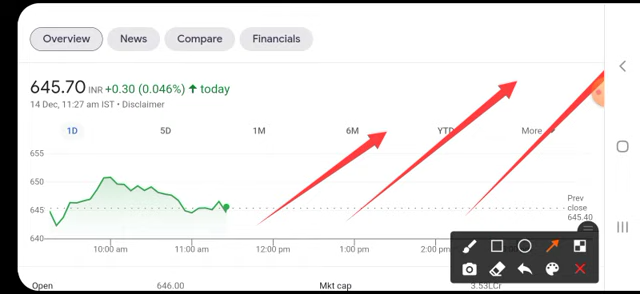 Overview News Compare Financials
645.70 INR +0.30 (0.046%) ↑ today
14 Dec, 11:27 am IST • Disclaimer
1D 5D 1M 6M YTD More
655
650
645
640
Prev
close
645.40
10:00 am 11:00 am 12:00 pm 1:00 pm 2:00 pm
Open 646.00 Mkt cap 3.53LCr